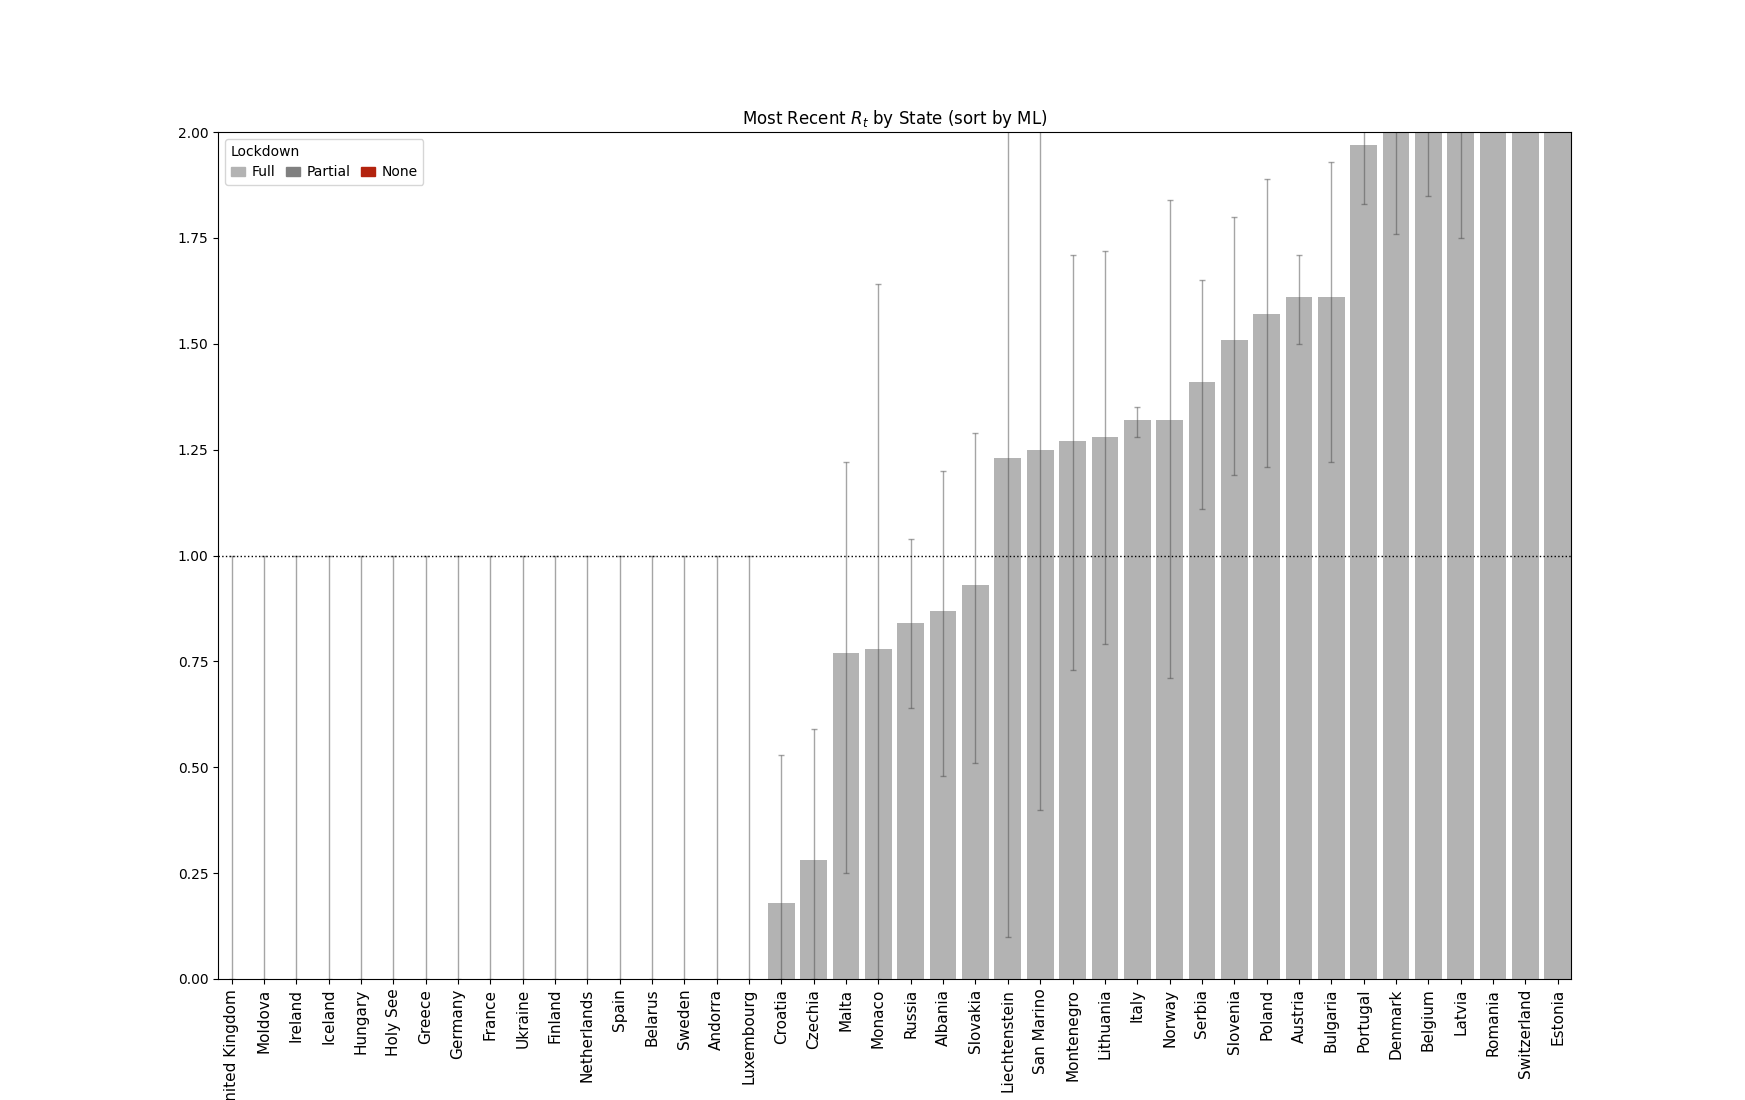 Most Recent Rt by State (sort by ML)
Lockdown
Full Partial None
2.00
1.75
1.50
1.25
1.00
0.75
0.50
0.25
0.00
nited Kingdom
Moldova
Ireland
Iceland
Hungary
Holy See
Greece
Germany
France
Ukraine
Finland
Netherlands
Spain
Belarus
Sweden
Andorra
Luxembourg
Croatia
Czechia
Malta
Monaco
Russia
Albania
Slovakia
Liechtenstein
San Marino
Montenegro
Lithuania
Italy
Norway
Serbia
Slovenia
Poland
Austria
Bulgaria
Portugal
Denmark
Belgium
Latvia
Romania
Switzerland
Estonia